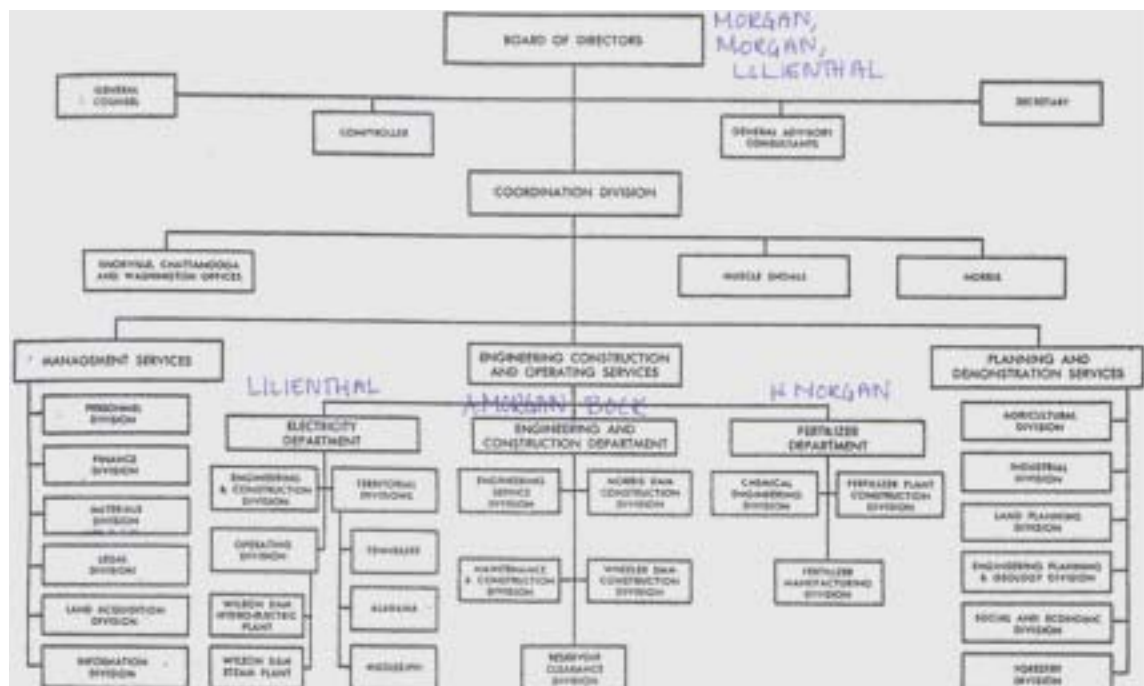 MORGAN,
MORGAN,
LILIENTHAL
BOARD OF DIRECTORS
GENERAL
COUNSEL
SECRETARY
COMPTROLLER
GENERAL ADVISORY
CONSULTANTS
COORDINATION DIVISION
KNOXVILLE, CHATTANOOGA
AND WASHINGTON OFFICES
MUSCLE SHOALS
NORRIS
MANAGEMENT SERVICES
ENGINEERING CONSTRUCTION
AND OPERATING SERVICES
PLANNING AND
DEMONSTRATION SERVICES
LILIENTHAL
A.MORGAN BOCK
H MORGAN
PERSONNEL
DIVISION
FINANCE
DIVISION
MATERIALS
DIVISION
LEGAL
DIVISION
LAND ACQUISITION
DIVISION
INFORMATION
DIVISION
ELECTRICITY
DEPARTMENT
ENGINEERING
& CONSTRUCTION
DIVISION
TERRITORIAL
DIVISIONS
OPERATING
DIVISION
TENNESSEE
WILSON DAM
HYDRO-ELECTRIC
PLANT
ALABAMA
WILSON DAM
STEAM PLANT
MISSISSIPPI
ENGINEERING AND
CONSTRUCTION DEPARTMENT
ENGINEERING
SERVICE
DIVISION
NORRIS DAM
CONSTRUCTION
DIVISION
MAINTENANCE
& CONSTRUCTION
DIVISION
WHEELER DAM
CONSTRUCTION
DIVISION
RESERVOIR
CLEARANCE
DIVISION
FERTILIZER
DEPARTMENT
CHEMICAL
ENGINEERING
DIVISION
FERTILIZER PLANT
CONSTRUCTION
DIVISION
FERTILIZER
MANUFACTURING
DIVISION
AGRICULTURAL
DIVISION
INDUSTRIAL
DIVISION
LAND PLANNING
DIVISION
ENGINEERING PLANNING
& GEOLOGY DIVISION
SOCIAL AND ECONOMIC
DIVISION
FORESTRY
DIVISION